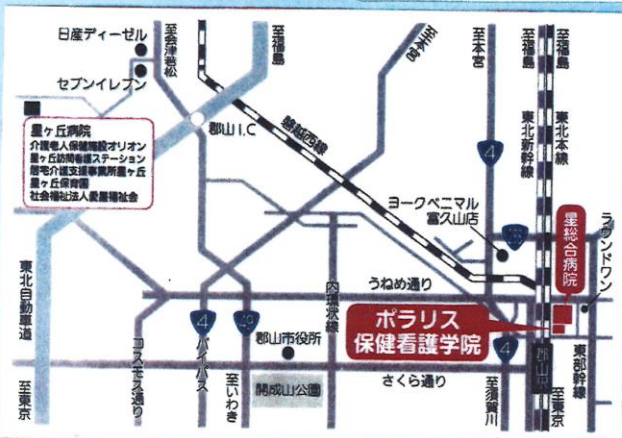 日産ディーゼル
セブンイレブン
至会津若松
至福島
至本宮
至本宮
至福島
至福島
東北新幹線
東北本線
磐越西線
郡山I.C
星ヶ丘病院
介護老人保健施設オリオン
星ヶ丘訪問看護ステーション
居宅介護支援事業所星ヶ丘
星ヶ丘保育園
社会福祉法人愛星福祉会
4
ヨークベニマル
富久山店
星総合病院
ラウンドワン
うねめ通り
東北自動車道
至東京
コスモス通り
4
バイパス
49
至いわき
内環状線
郡山市役所
開成山公園
さくら通り
ポラリス
保健看護学院
4
至須賀川
郡山駅
至東京
東部幹線